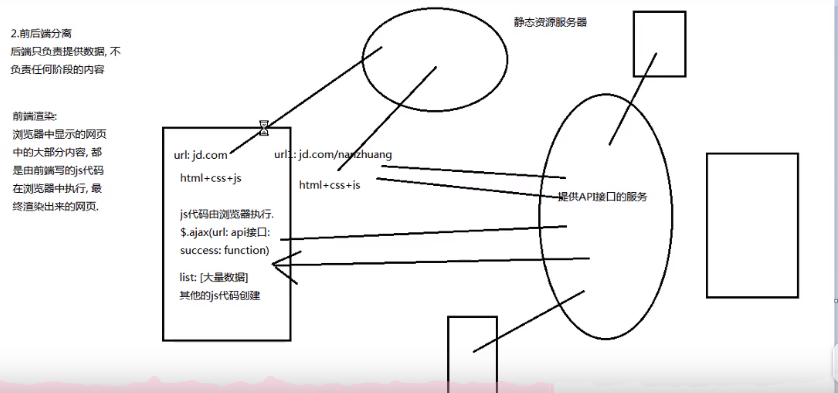 2.前后端分离
后端只负责提供数据, 不
负责任何阶段的内容
前端渲染:
浏览器中显示的网页
中的大部分内容, 都
是由前端写的js代码
在浏览器中执行, 最
终渲染出来的网页.
静态资源服务器
url: jd.com
html+css+js
url1: jd.com/nanzhuang
html+css+js
js代码由浏览器执行.
$.ajax(url: api接口:
success: function)
list: [大量数据]
其他的js代码创建
提供API接口的服务